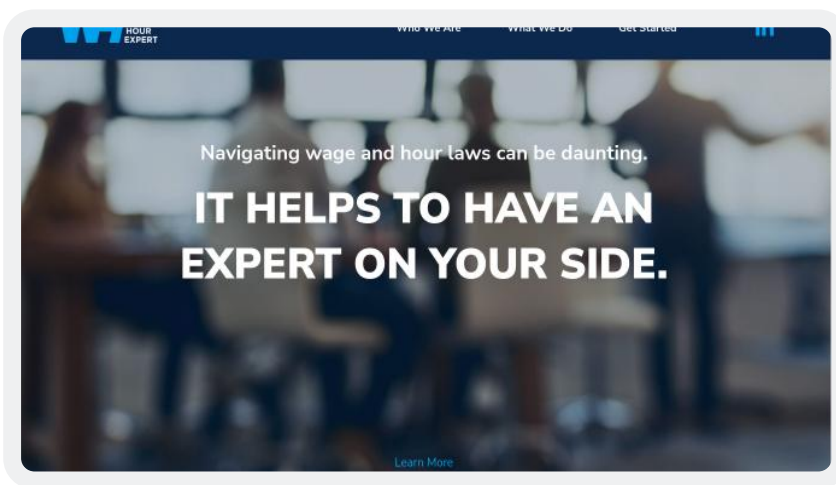 HOUR
EXPERT
Who We Are
What We Do
Get Started
in
Navigating wage and hour laws can be daunting.
IT HELPS TO HAVE AN
EXPERT ON YOUR SIDE.
Learn More